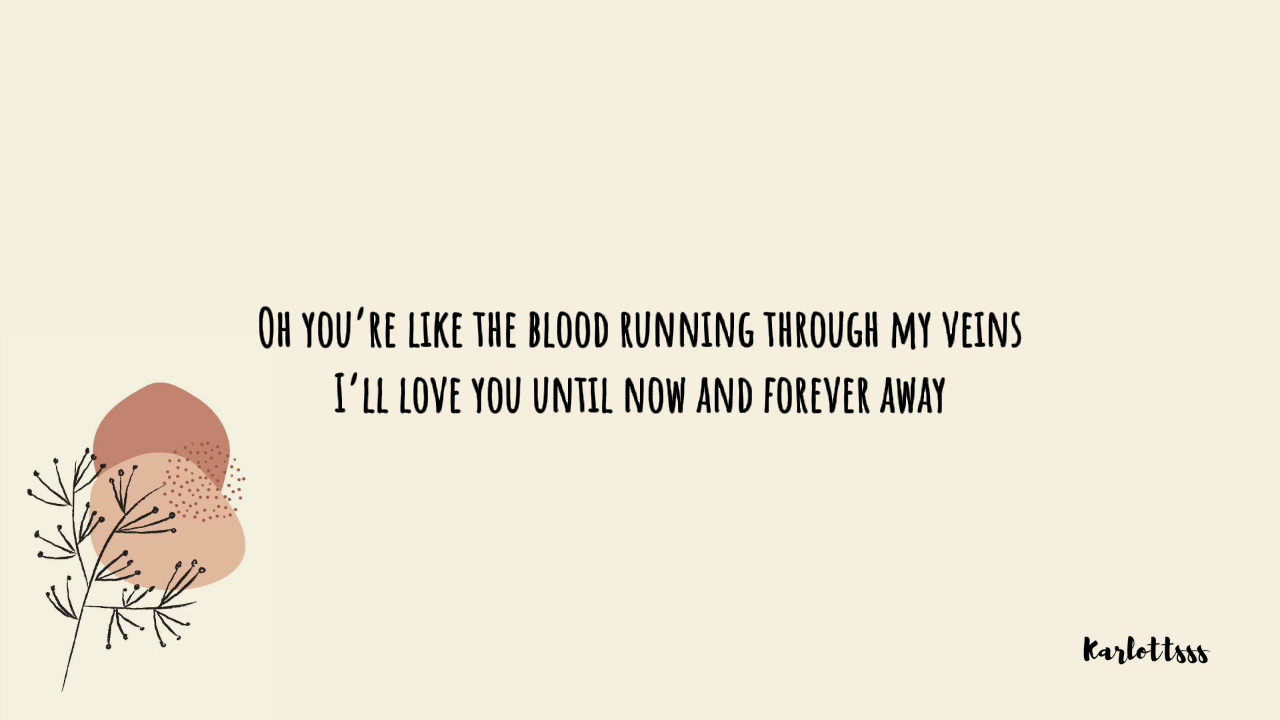 Oh you're like the blood running through my veins
I'll love you until now and forever away
Karlottsss